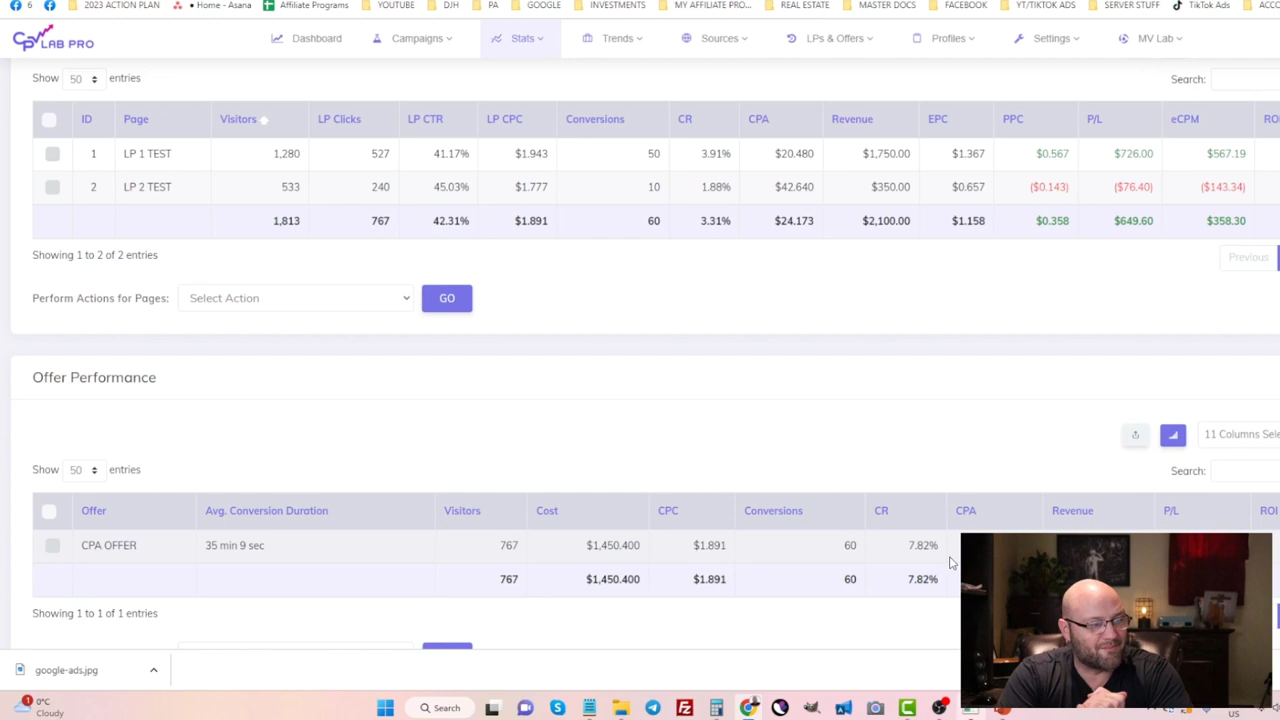 6 2023 ACTION PLAN • Home - Asana Affiliate Programs YOUTUBE DJH PA GOOGLE INVESTMENTS MY AFFILIATE PRO... REAL ESTATE MASTER DOCS FACEBOOK YT/TIKTOK ADS SERVER STUFF TikTok Ads ACCO
CPV LAB PRO Dashboard Campaigns Stats Trends Sources LPs & Offers Profiles Settings MV Lab
Show 50 entries Search:
ID Page Visitors LP Clicks LP CTR LP CPC Conversions CR CPA Revenue EPC PPC P/L eCPM ROI
1 LP 1 TEST 1,280 527 41.17% $1.943 50 3.91% $20.480 $1,750.00 $1.367 $0.567 $726.00 $567.19
2 LP 2 TEST 533 240 45.03% $1.777 10 1.88% $42.640 $350.00 $0.657 ($0.143) ($76.40) ($143.34)
1,813 767 42.31% $1.891 60 3.31% $24.173 $2,100.00 $1.158 $0.358 $649.60 $358.30
Showing 1 to 2 of 2 entries Previous
Perform Actions for Pages: Select Action GO
Offer Performance
11 Columns Sele
Show 50 entries Search:
Offer Avg. Conversion Duration Visitors Cost CPC Conversions CR CPA Revenue P/L ROI
CPA OFFER 35 min 9 sec 767 $1,450.400 $1.891 60 7.82%
767 $1,450.400 $1.891 60 7.82%
Showing 1 to 1 of 1 entries
google-ads.jpg
1 0°C
Cloudy
Search
US